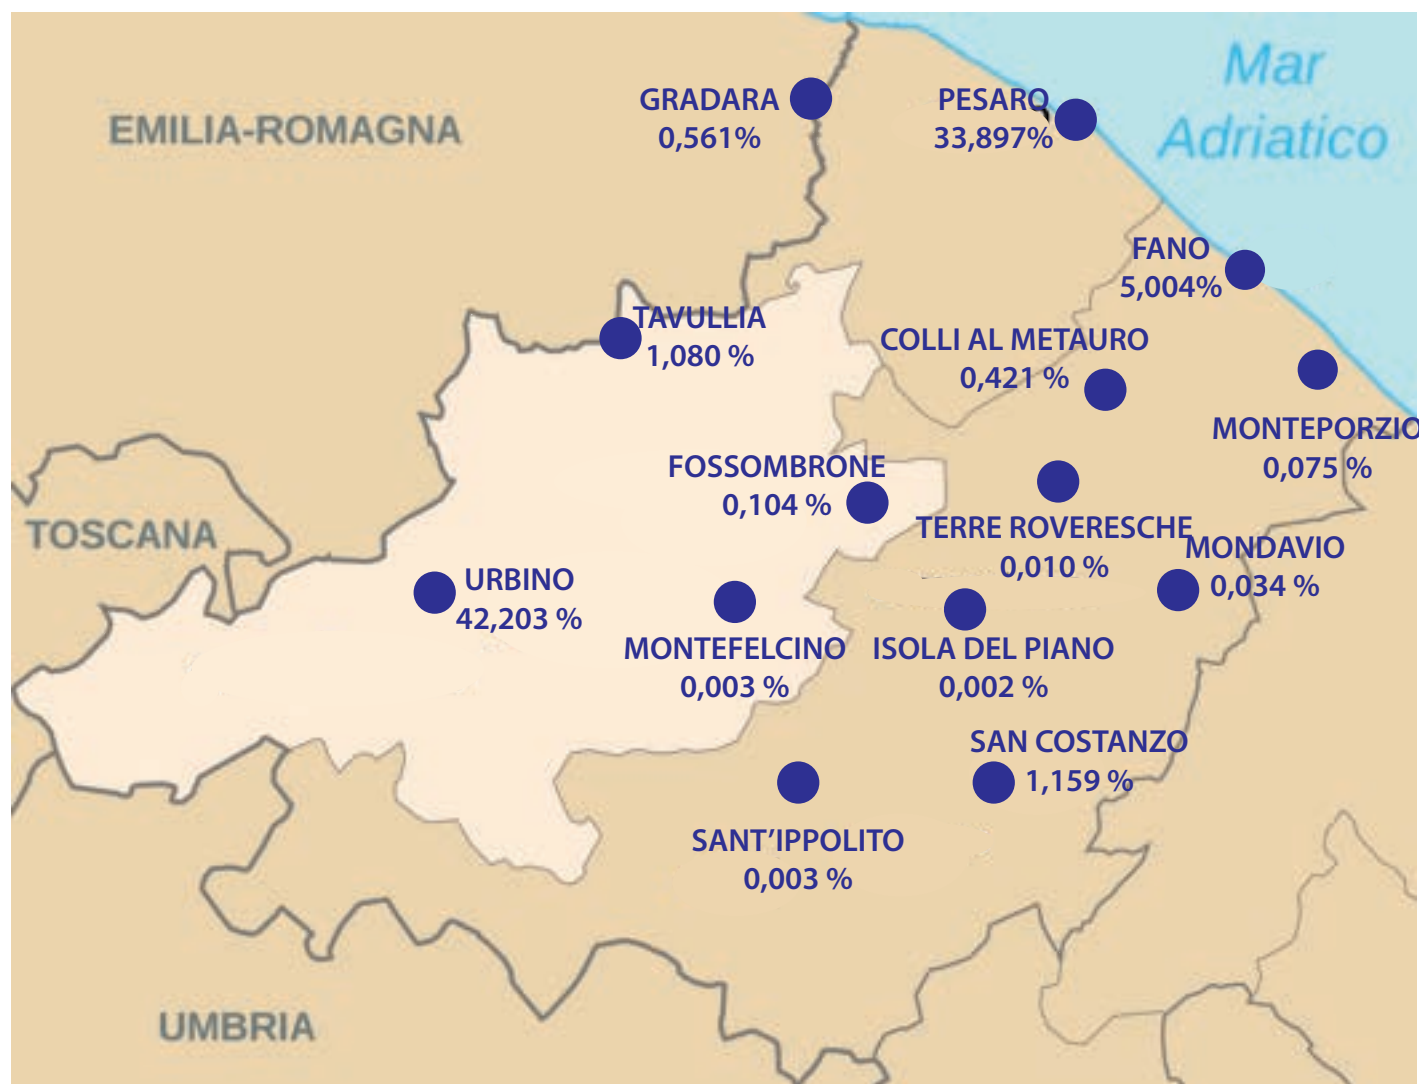 Mar
Adriatico
EMILIA-ROMAGNA
GRADARA
0,561%
PESARO
33,897%
FANO
5,004%
TAVULLIA
1,080 %
COLLI AL METAURO
0,421 %
MONTEPORZIO
0,075 %
FOSSOMBRONE
0,104 %
TERRE ROVERESCHE
0,010 %
MONDAVIO
0,034 %
TOSCANA
URBINO
42,203 %
MONTEFELCINO
0,003 %
ISOLA DEL PIANO
0,002 %
SAN COSTANZO
1,159 %
SANT’IPPOLITO
0,003 %
UMBRIA